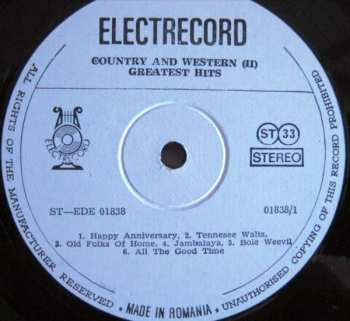 ELECTRECORD
COUNTRY AND WESTERN (II)
GREATEST HITS
ST 33
STEREO
ST—EDE 01838
01838/1
1. Happy Anniversary, 2. Tennesee Waltz,
3. Old Folks Of Home, 4. Jambalaya, 5. Bole Weevil
6. All The Good Time
ALL RIGHTS OF THE MANUFACTURER RESERVED • MADE IN ROMANIA • UNAUTHORISED COPYING OF THIS RECORD PROHIBITED